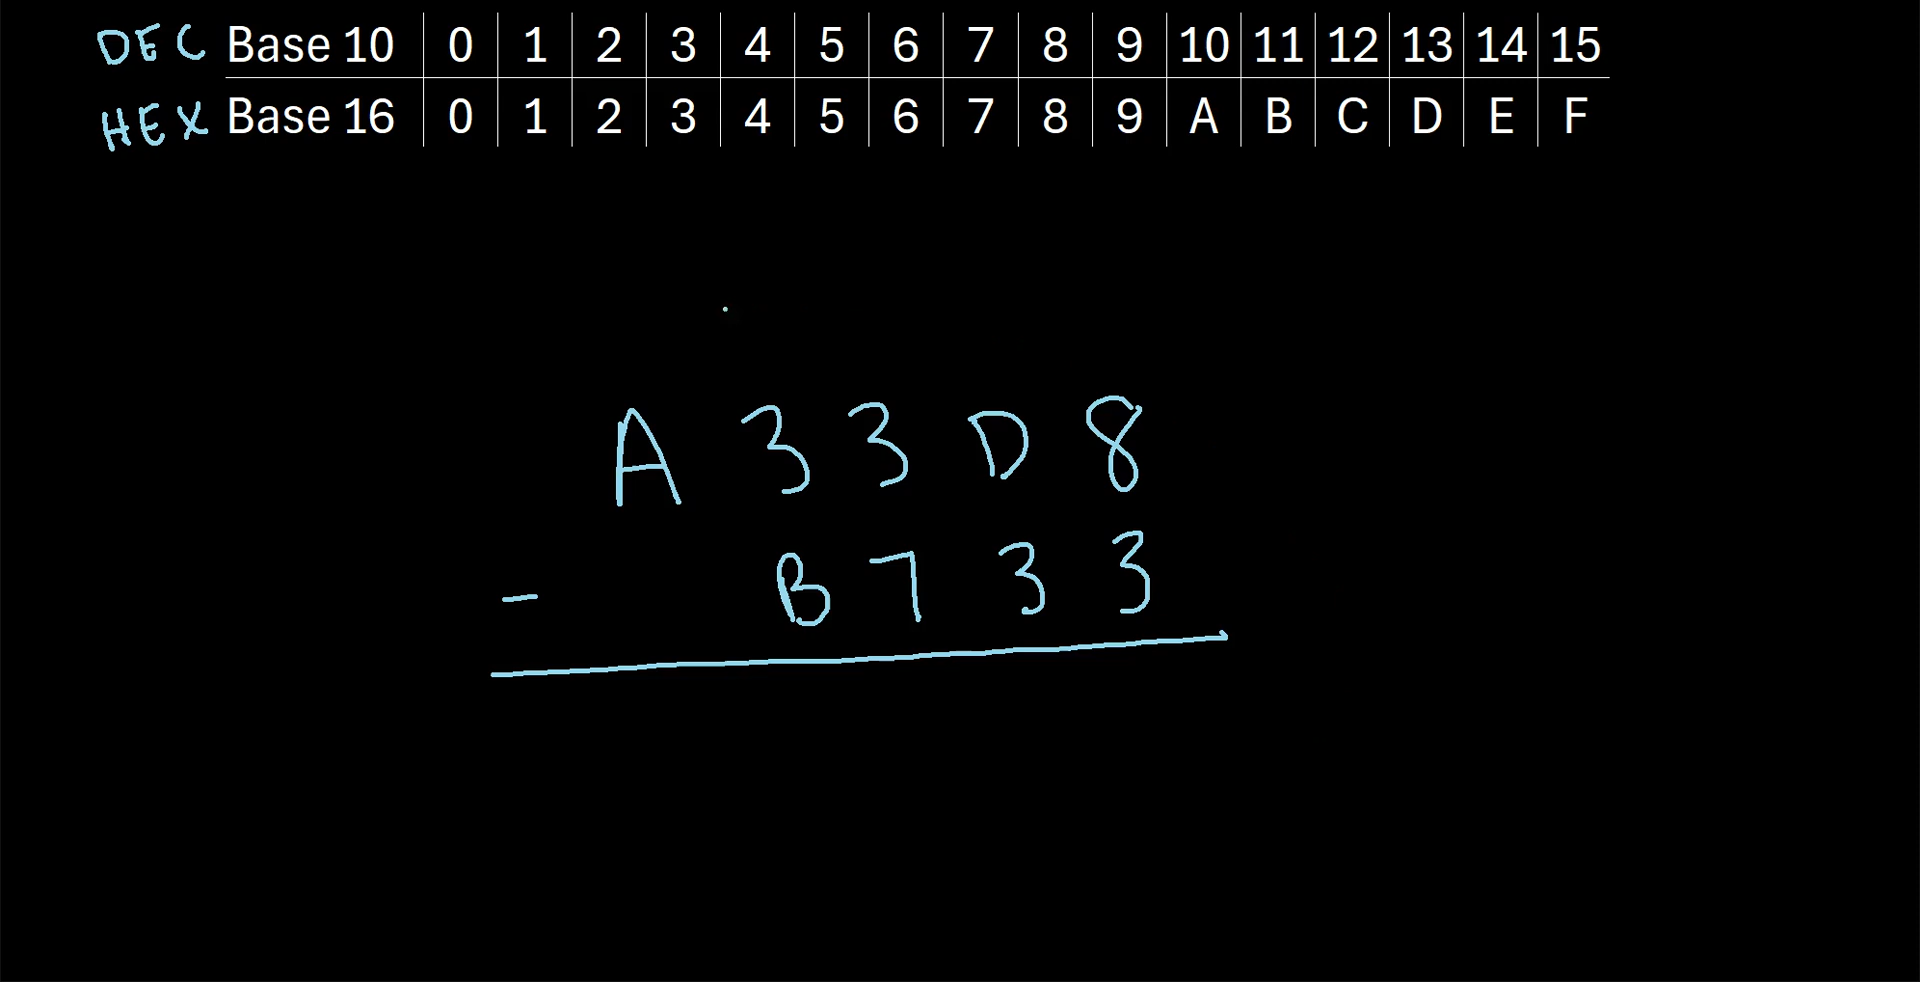 DEC Base 10 0 1 2 3 4 5 6 7 8 9 10 11 12 13 14 15
HEX Base 16 0 1 2 3 4 5 6 7 8 9 A B C D E F
A 3 3 D 8
- B 7 3 3